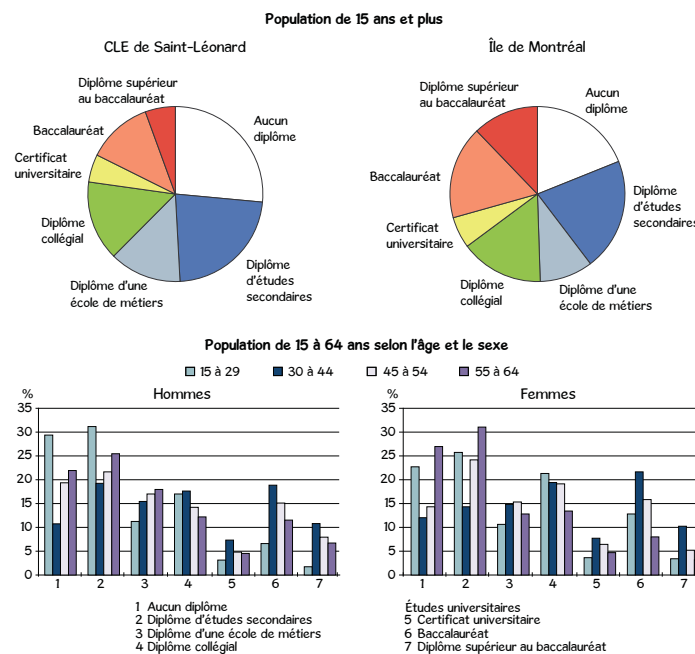 Population de 15 ans et plus
CLE de Saint-Léonard
Île de Montréal
Diplôme supérieur
au baccalauréat
Aucun
diplôme
Baccalauréat
Certificat
universitaire
Diplôme
collégial
Diplôme d'une
école de métiers
Diplôme
d'études
secondaires
Diplôme supérieur
au baccalauréat
Aucun
diplôme
Baccalauréat
Diplôme
d'études
secondaires
Certificat
universitaire
Diplôme
collégial
Diplôme d'une
école de métiers
Population de 15 à 64 ans selon l'âge et le sexe
15 à 29 30 à 44 45 à 54 55 à 64
% Hommes
35
30
25
20
15
10
5
0
1 2 3 4 5 6 7
% Femmes
35
30
25
20
15
10
5
0
1 2 3 4 5 6 7
1 Aucun diplôme
2 Diplôme d'études secondaires
3 Diplôme d'une école de métiers
4 Diplôme collégial
Études universitaires
5 Certificat universitaire
6 Baccalauréat
7 Diplôme supérieur au baccalauréat